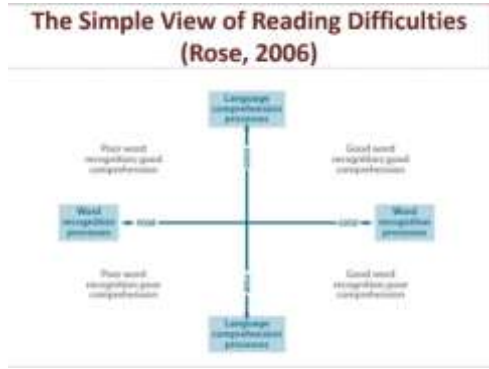 The Simple View of Reading Difficulties
(Rose, 2006)
Language
comprehension
processes
Poor word
recognition good
comprehension
Good word
recognition good
comprehension
Word
recognition
processes
Word
recognition
processes
Poor word
recognition poor
comprehension
Good word
recognition poor
comprehension
Language
comprehension
processes